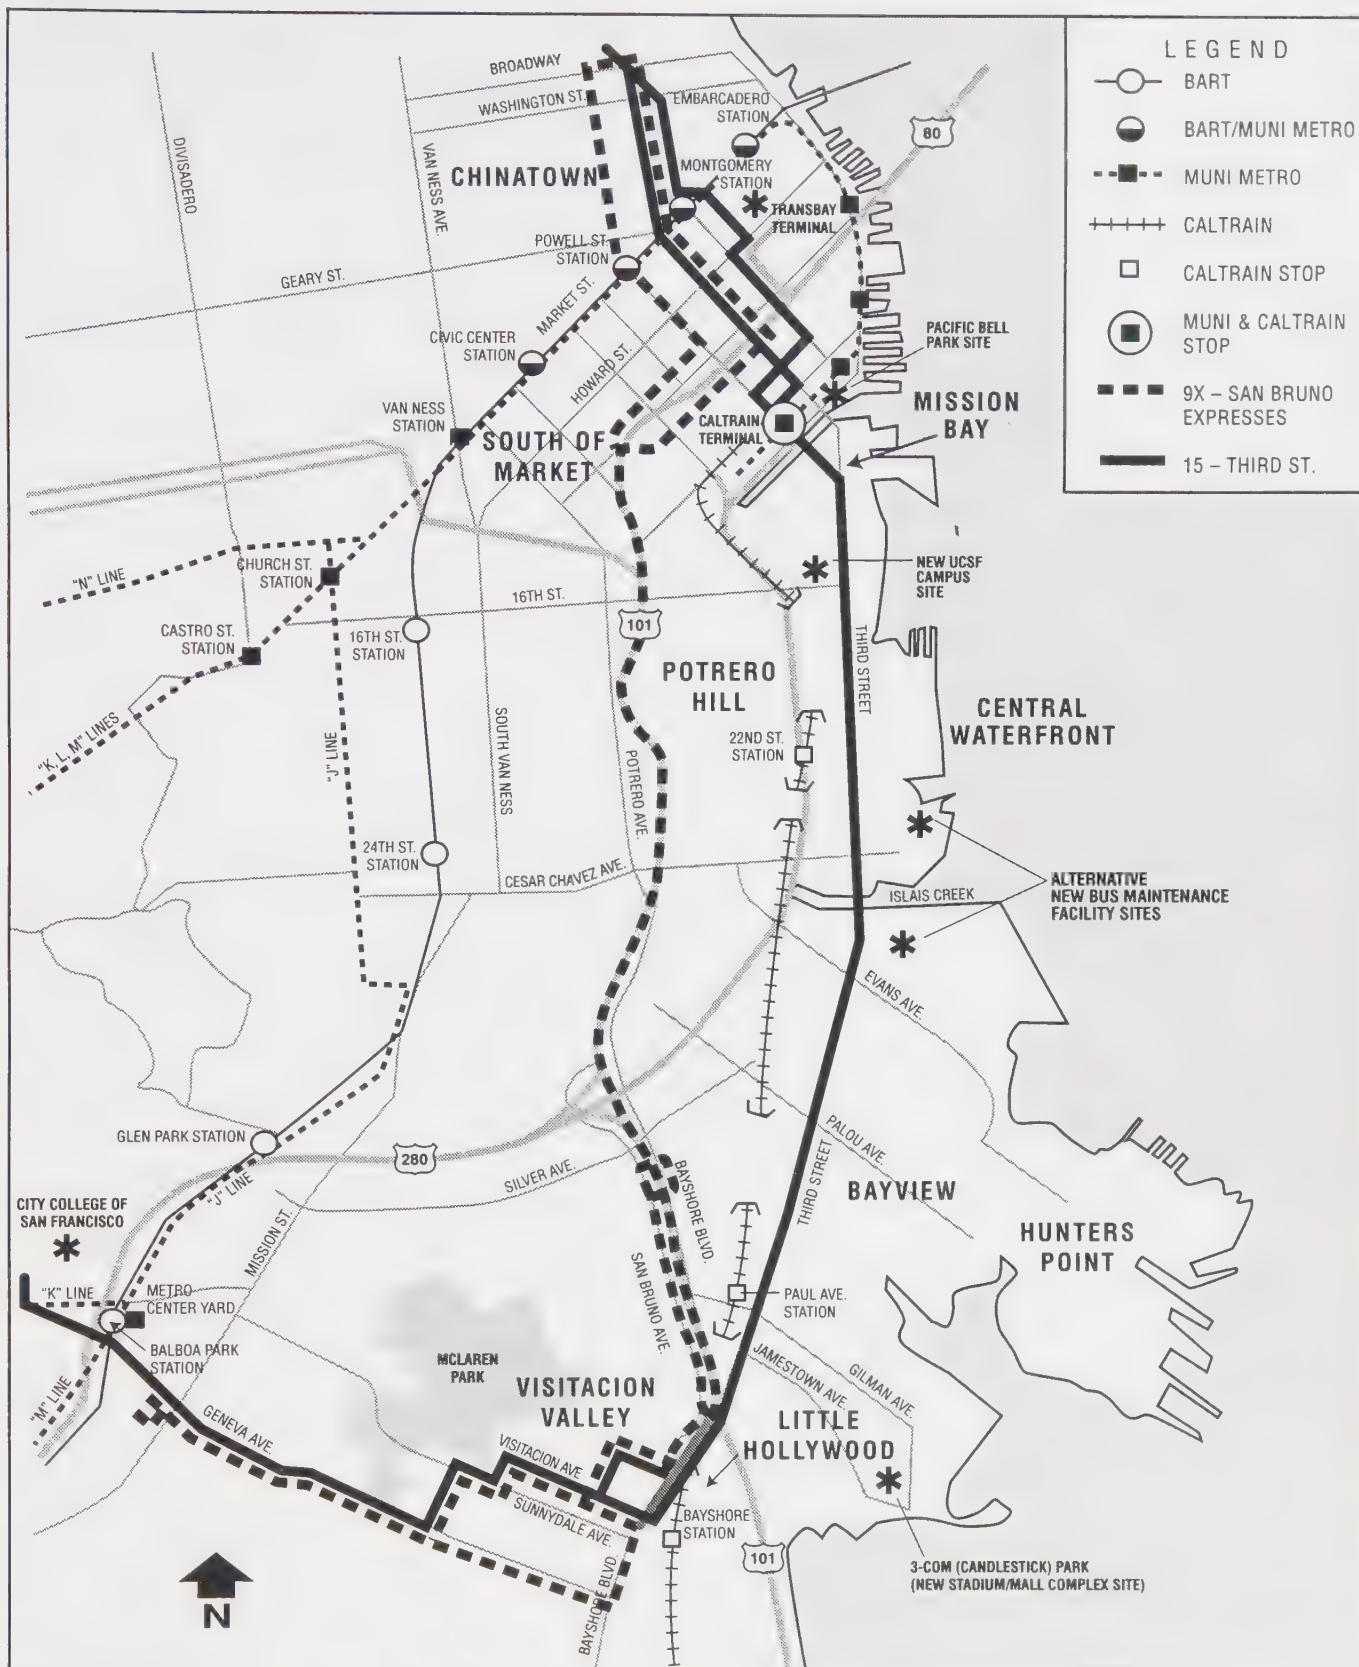 LEGEND
BART
BART/MUNI METRO
MUNI METRO
CALTRAIN
CALTRAIN STOP
MUNI & CALTRAIN
STOP
9X – SAN BRUNO
EXPRESSES
15 – THIRD ST.
BROADWAY
WASHINGTON ST.
EMBARCADERO
STATION
80
DIVISADERO
VAN NESS AVE.
CHINATOWN
MONTGOMERY
STATION
TRANSBAY
TERMINAL
POWELL ST.
STATION
GEARY ST.
MARKET ST.
CIVIC CENTER
STATION
HOWARD ST.
PACIFIC BELL
PARK SITE
MISSION
BAY
VAN NESS
STATION
SOUTH OF
MARKET
CALTRAIN
TERMINAL
"N" LINE
CHURCH ST.
STATION
NEW UCSF
CAMPUS
SITE
16TH ST.
101
CASTRO ST.
STATION
16TH ST.
STATION
THIRD STREET
POTRERO
HILL
CENTRAL
WATERFRONT
"K, L, M" LINES
"J" LINE
SOUTH VAN NESS
POTRERO AVE.
22ND ST.
STATION
24TH ST.
STATION
CESAR CHAVEZ AVE.
ISLAIS CREEK
ALTERNATIVE
NEW BUS MAINTENANCE
FACILITY SITES
EVANS AVE.
GLEN PARK STATION
280
SILVER AVE.
PALOU AVE.
BAYSHORE BLVD.
THIRD STREET
BAYVIEW
HUNTERS
POINT
CITY COLLEGE OF
SAN FRANCISCO
"J" LINE
MISSION ST.
SAN BRUNO AVE.
"K" LINE
METRO
CENTER YARD
PAUL AVE.
STATION
BALBOA PARK
STATION
MCLAREN
PARK
JAMESTOWN AVE.
GILMAN AVE.
"M" LINE
VISITACION
VALLEY
GENEVA AVE.
LITTLE
HOLLYWOOD
VISITACION AVE.
SUNNYDALE AVE.
BAYSHORE
STATION
BAYSHORE BLVD.
101
3-COM (CANDLESTICK) PARK
(NEW STADIUM/MALL COMPLEX SITE)
N